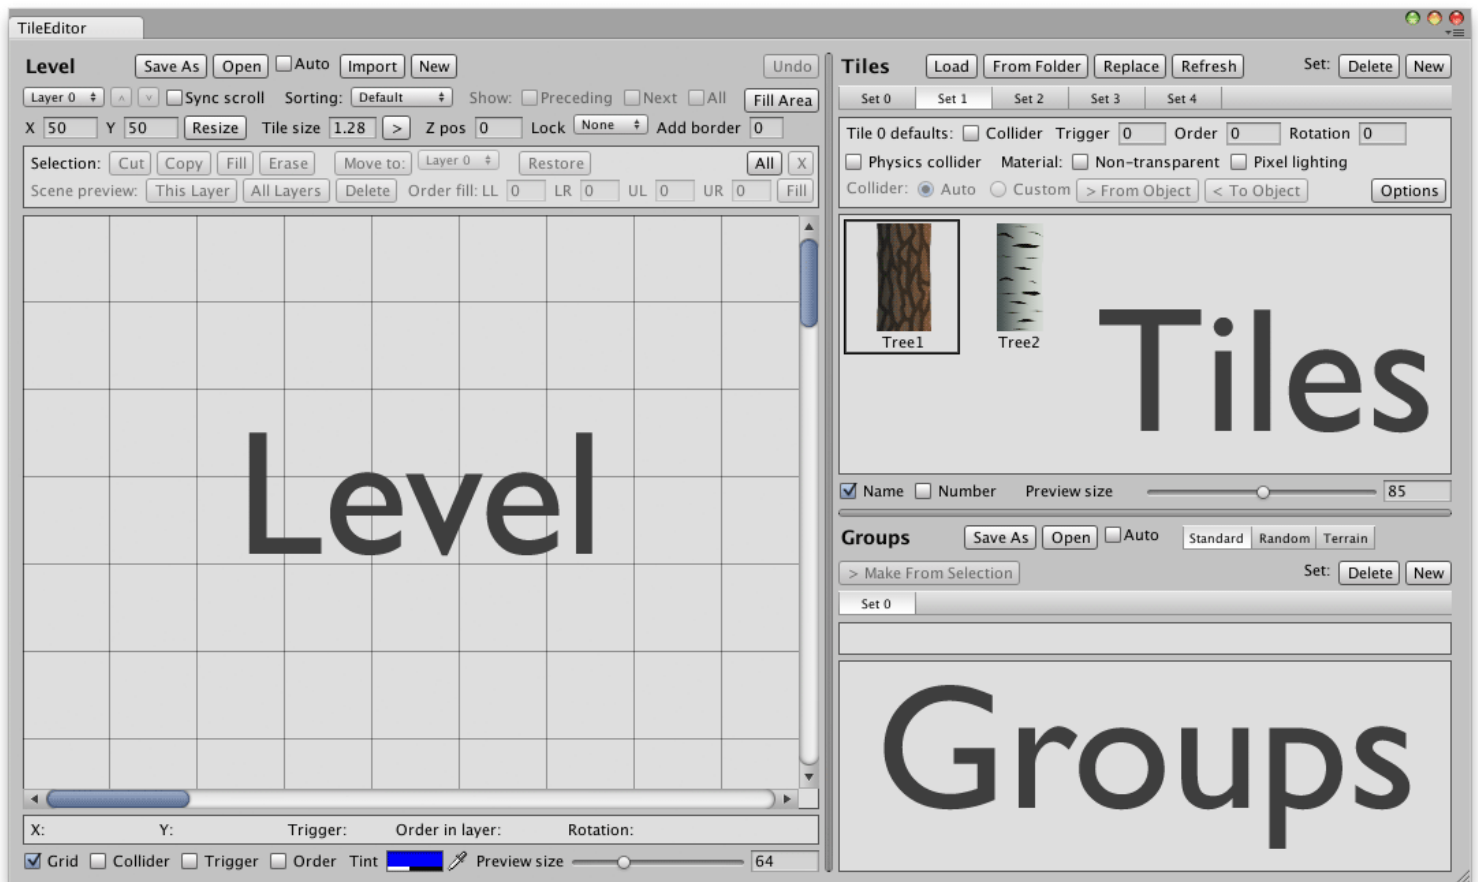 TileEditor
Level Save As Open Auto Import New Undo
Layer 0 ʌ v Sync scroll Sorting: Default Show: Preceding Next All Fill Area
X 50 Y 50 Resize Tile size 1.28 > Z pos 0 Lock None Add border 0
Selection: Cut Copy Fill Erase Move to: Layer 0 Restore All X
Scene preview: This Layer All Layers Delete Order fill: LL 0 LR 0 UL 0 UR 0 Fill
Level
X: Y: Trigger: Order in layer: Rotation:
Grid Collider Trigger Order Tint Preview size 64
Tiles Load From Folder Replace Refresh Set: Delete New
Set 0 Set 1 Set 2 Set 3 Set 4
Tile 0 defaults: Collider Trigger 0 Order 0 Rotation 0
Physics collider Material: Non-transparent Pixel lighting
Collider: Auto Custom > From Object < To Object Options
Tree1 Tree2
Tiles
Name Number Preview size 85
Groups Save As Open Auto Standard Random Terrain
> Make From Selection Set: Delete New
Set 0
Groups